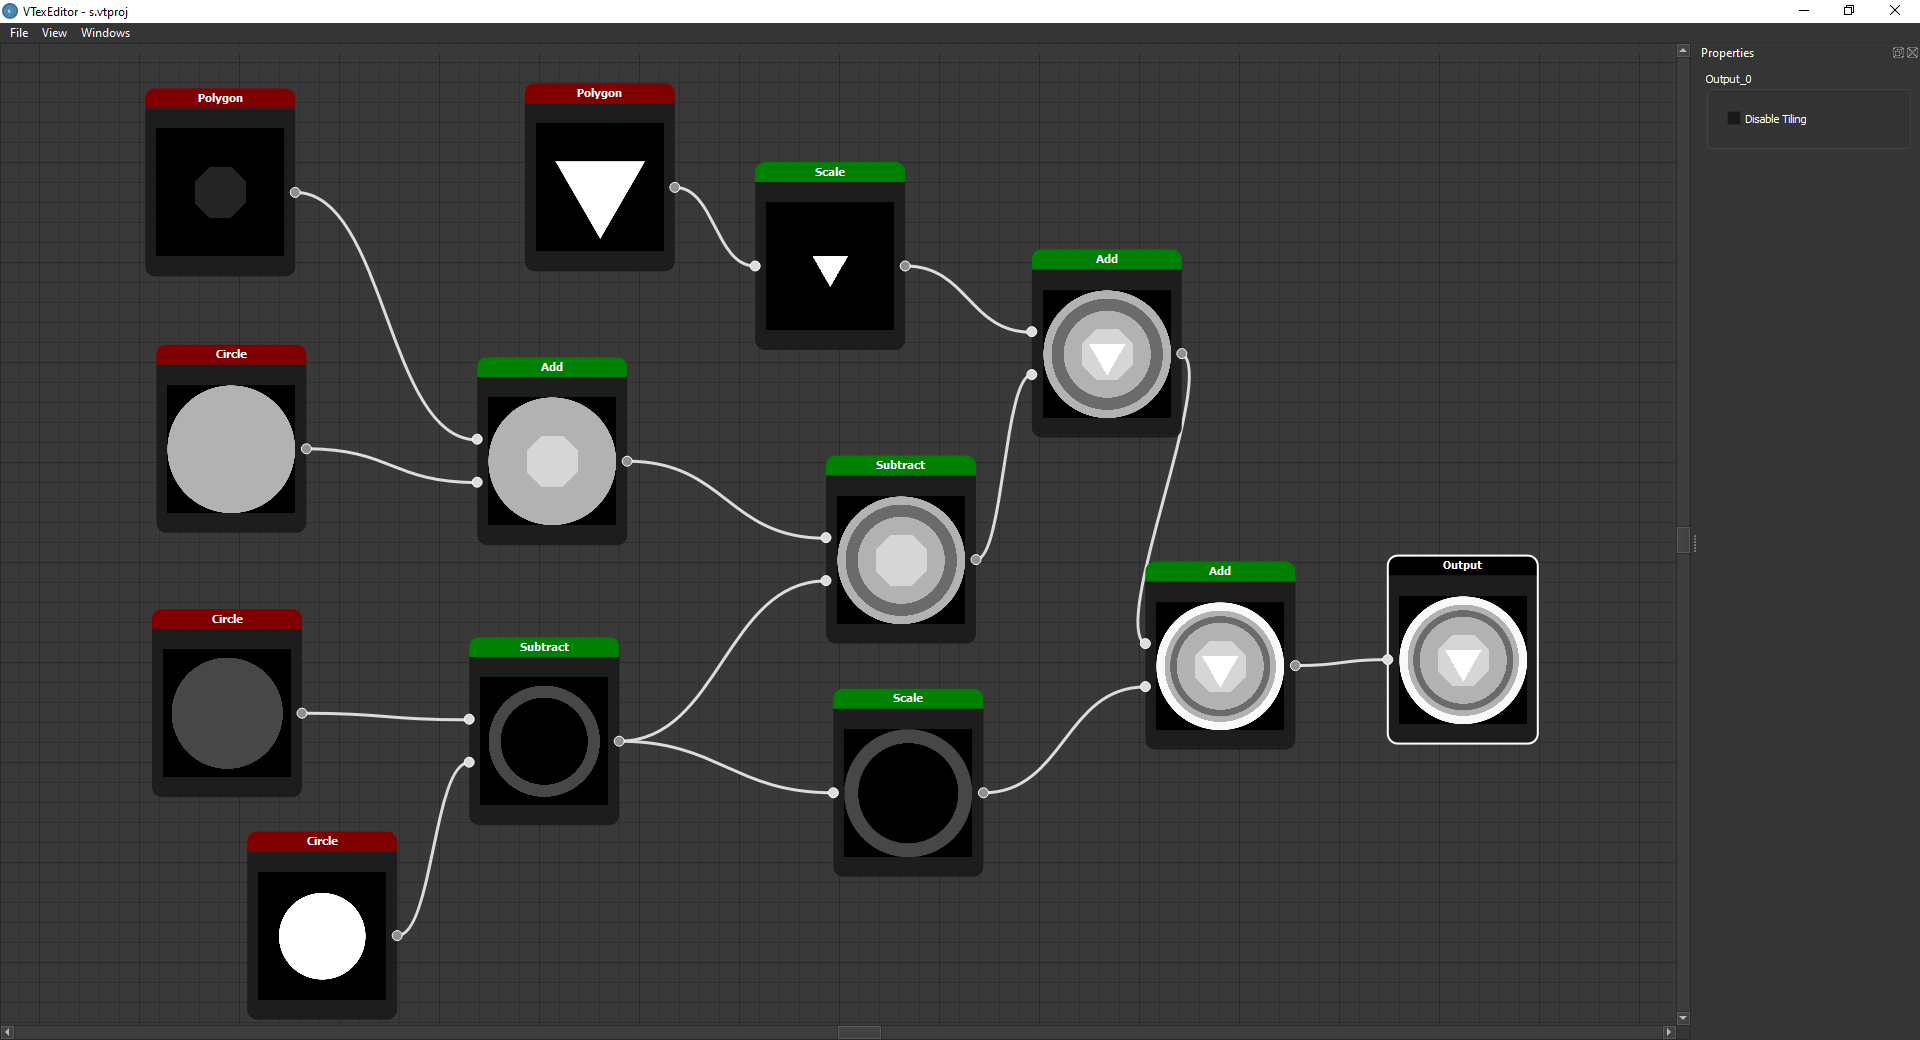 VTexEditor - s.vtproj
File View Windows
Properties
Output_0
Disable Tiling
Polygon
Polygon
Scale
Add
Circle
Add
Subtract
Add
Output
Circle
Subtract
Scale
Circle